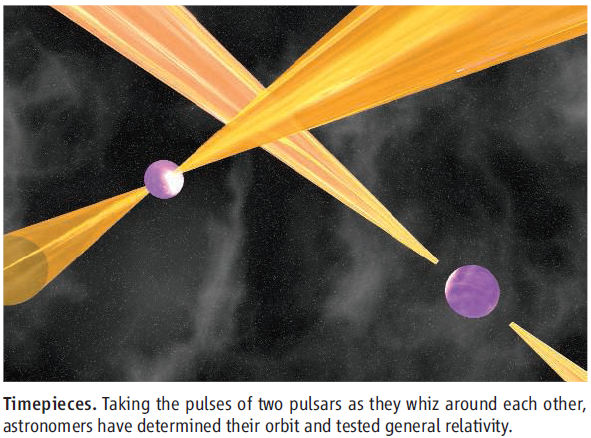 Timepieces. Taking the pulses of two pulsars as they whiz around each other,
astronomers have determined their orbit and tested general relativity.